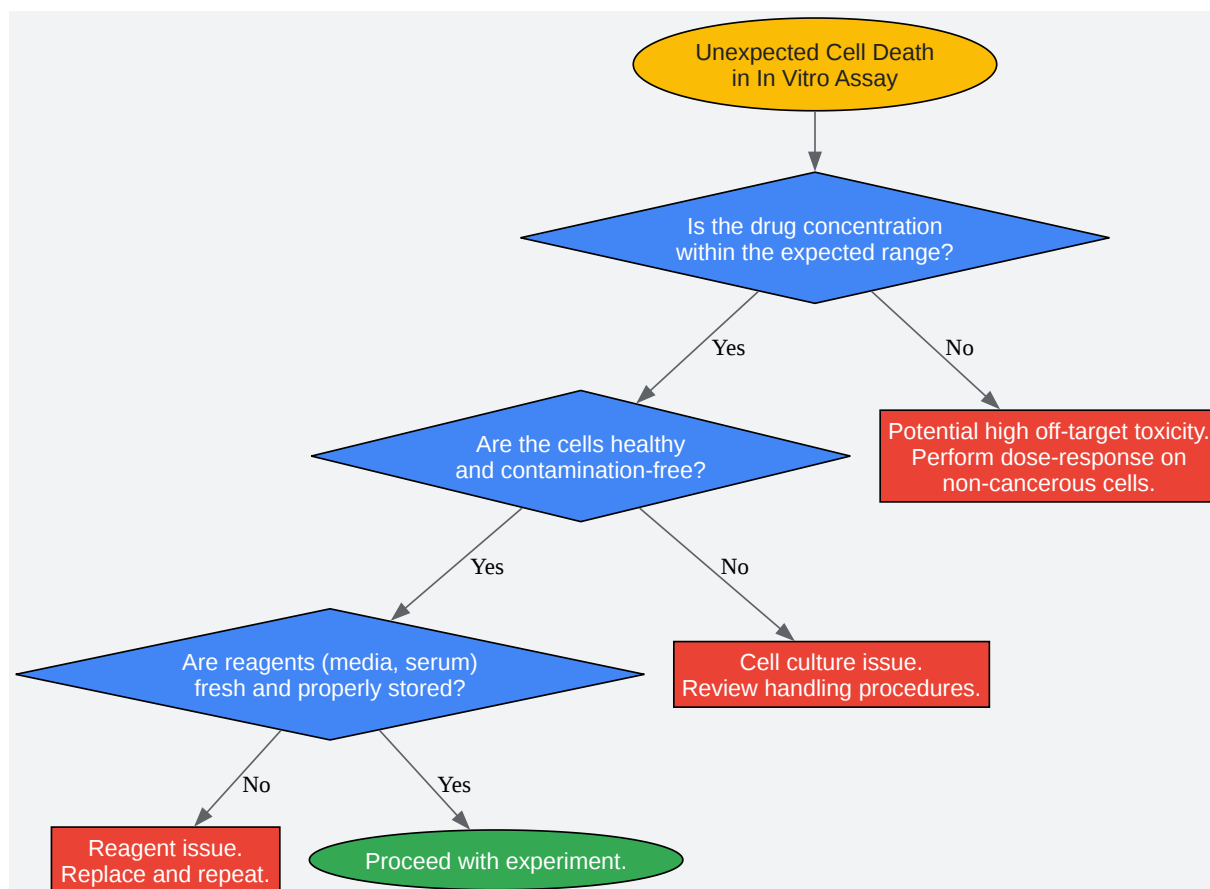 Unexpected Cell Death
in In Vitro Assay
Is the drug concentration
within the expected range?
Yes
No
Are the cells healthy
and contamination-free?
Potential high off-target toxicity.
Perform dose-response on
non-cancerous cells.
Yes
No
Are reagents (media, serum)
fresh and properly stored?
Cell culture issue.
Review handling procedures.
No
Yes
Reagent issue.
Replace and repeat.
Proceed with experiment.